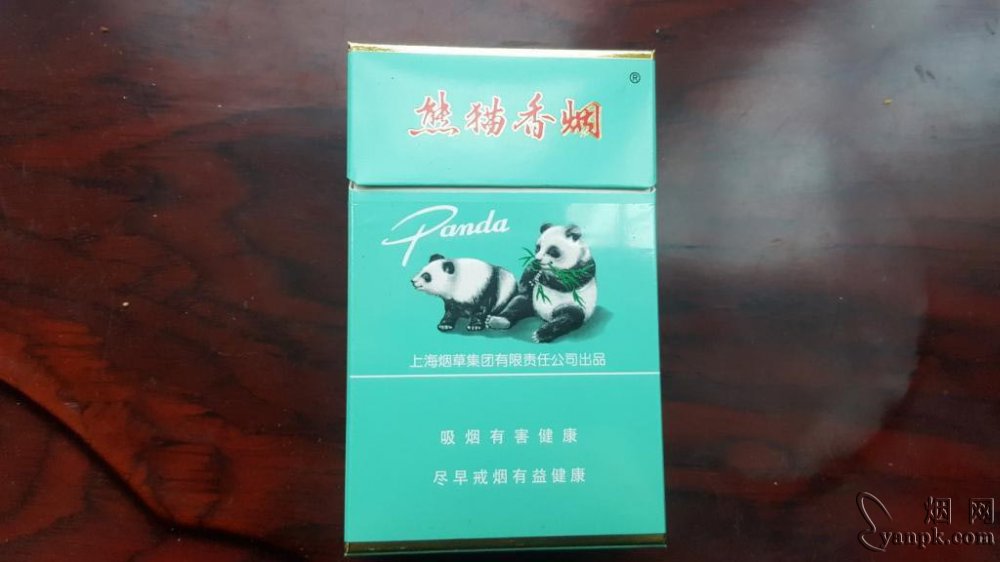 熊猫香烟
®
Panda
上海烟草集团有限责任公司出品
吸烟有害健康
尽早戒烟有益健康
烟网
yanpk.com